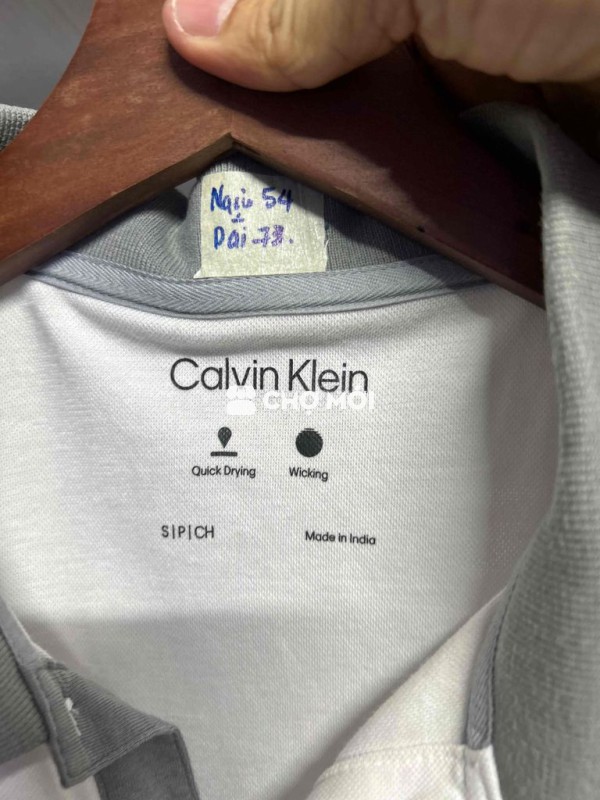 Ngực 54
Dài 73.
Calvin Klein
CHỢ MỚI
Quick Drying
Wicking
S|P|CH
Made in India